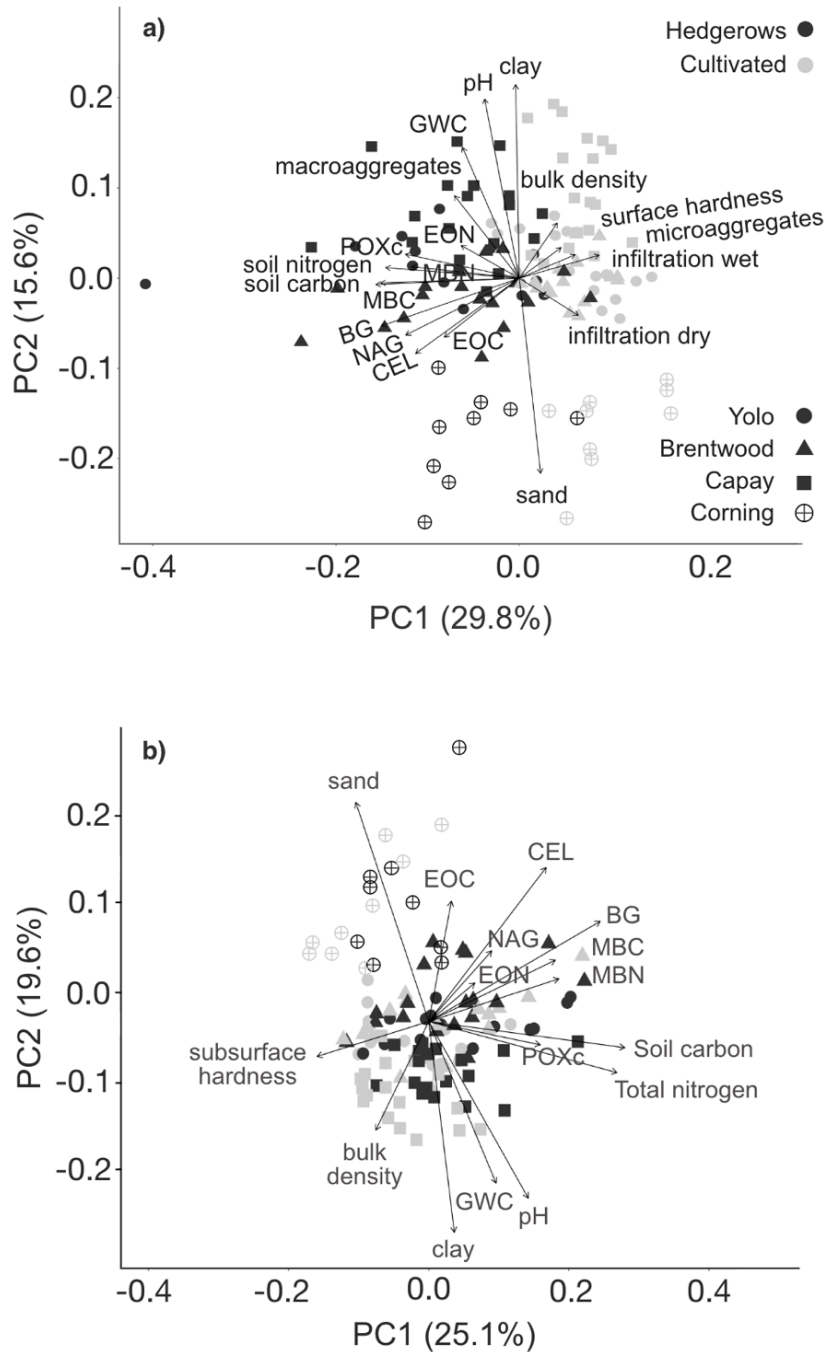 a)
Hedgerows
Cultivated
clay
pH
GWC
macroaggregates
bulk density
surface hardness
microaggregates
EON
POXc
infiltration wet
soil nitrogen
MBN
soil carbon
MBC
BG
NAG
EOC
infiltration dry
CEL
sand
Yolo
Brentwood
Capay
Corning
0.2
0.1
0.0
-0.1
-0.2
PC2 (15.6%)
-0.4
-0.2
0.0
0.2
PC1 (29.8%)
b)
sand
CEL
EOC
BG
NAG
MBC
EON
MBN
subsurface
hardness
Soil carbon
POXc
Total nitrogen
bulk
density
GWC
pH
clay
0.2
0.1
0.0
-0.1
-0.2
PC2 (19.6%)
-0.4
-0.2
0.0
0.2
0.4
PC1 (25.1%)